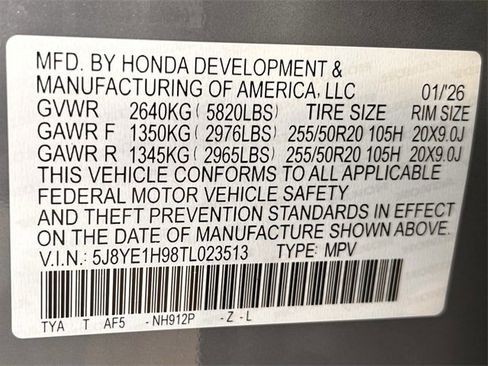 MFD. BY HONDA DEVELOPMENT &
MANUFACTURING OF AMERICA, LLC 01/'26
GVWR 2640KG ( 5820LBS) TIRE SIZE RIM SIZE
GAWR F 1350KG ( 2976LBS) 255/50R20 105H 20X9.0J
GAWR R 1345KG ( 2965LBS) 255/50R20 105H 20X9.0J
THIS VEHICLE CONFORMS TO ALL APPLICABLE
FEDERAL MOTOR VEHICLE SAFETY
AND THEFT PREVENTION STANDARDS IN EFFECT
ON THE DATE OF MANUFACTURE SHOWN ABOVE.
V.I.N.: 5J8YE1H98TL023513 TYPE: MPV
TYA T AF5 - NH912P - Z - L